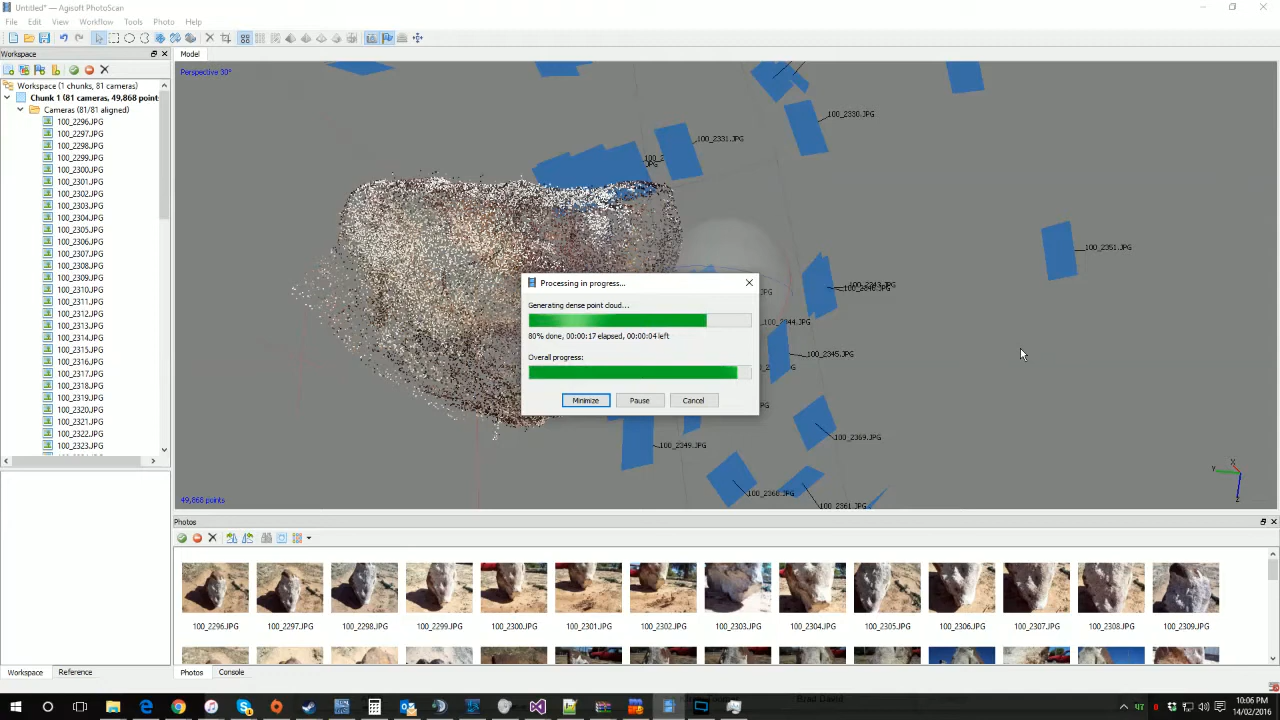 Untitled* — Agisoft PhotoScan
File Edit View Workflow Tools Photo Help
Workspace
Model
Perspective 30°
Workspace (1 chunks, 81 cameras)
Chunk 1 (81 cameras, 49,868 point
Cameras (81/81 aligned)
100_2296.JPG
100_2297.JPG
100_2298.JPG
100_2299.JPG
100_2300.JPG
100_2301.JPG
100_2302.JPG
100_2303.JPG
100_2304.JPG
100_2305.JPG
100_2306.JPG
100_2307.JPG
100_2308.JPG
100_2309.JPG
100_2310.JPG
100_2311.JPG
100_2312.JPG
100_2313.JPG
100_2314.JPG
100_2315.JPG
100_2316.JPG
100_2317.JPG
100_2318.JPG
100_2319.JPG
100_2320.JPG
100_2321.JPG
100_2322.JPG
100_2323.JPG
100_2330.JPG
100_2331.JPG
100_2351.JPG
100_2345.JPG
100_2369.JPG
100_2349.JPG
100_2360.JPG
100_2361.JPG
Processing in progress...
Generating dense point cloud...
80% done, 00:00:17 elapsed, 00:00:04 left
Overall progress:
Minimize Pause Cancel
X
Y
Z
49,868 points
Photos
100_2296.JPG 100_2297.JPG 100_2298.JPG 100_2299.JPG 100_2300.JPG 100_2301.JPG 100_2302.JPG 100_2303.JPG 100_2304.JPG 100_2305.JPG 100_2306.JPG 100_2307.JPG 100_2308.JPG 100_2309.JPG
Workspace Reference
Photos Console
10:06 PM
14/02/2016